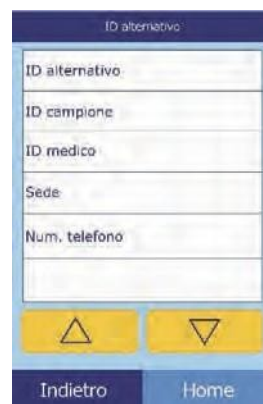 ID alternativo
ID alternativo
ID campione
ID medico
Sede
Num. telefono
Indietro Home